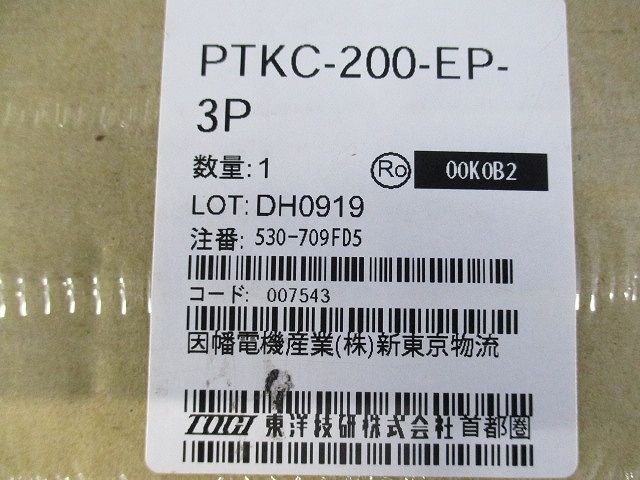 PTKC-200-EP-
3P
数量: 1 Ro 00K0B2
LOT: DH0919
注番: 530-709FD5
コード: 007543
因幡電機産業(株)新東京物流
TOGI 東洋技研株式会社首都圏